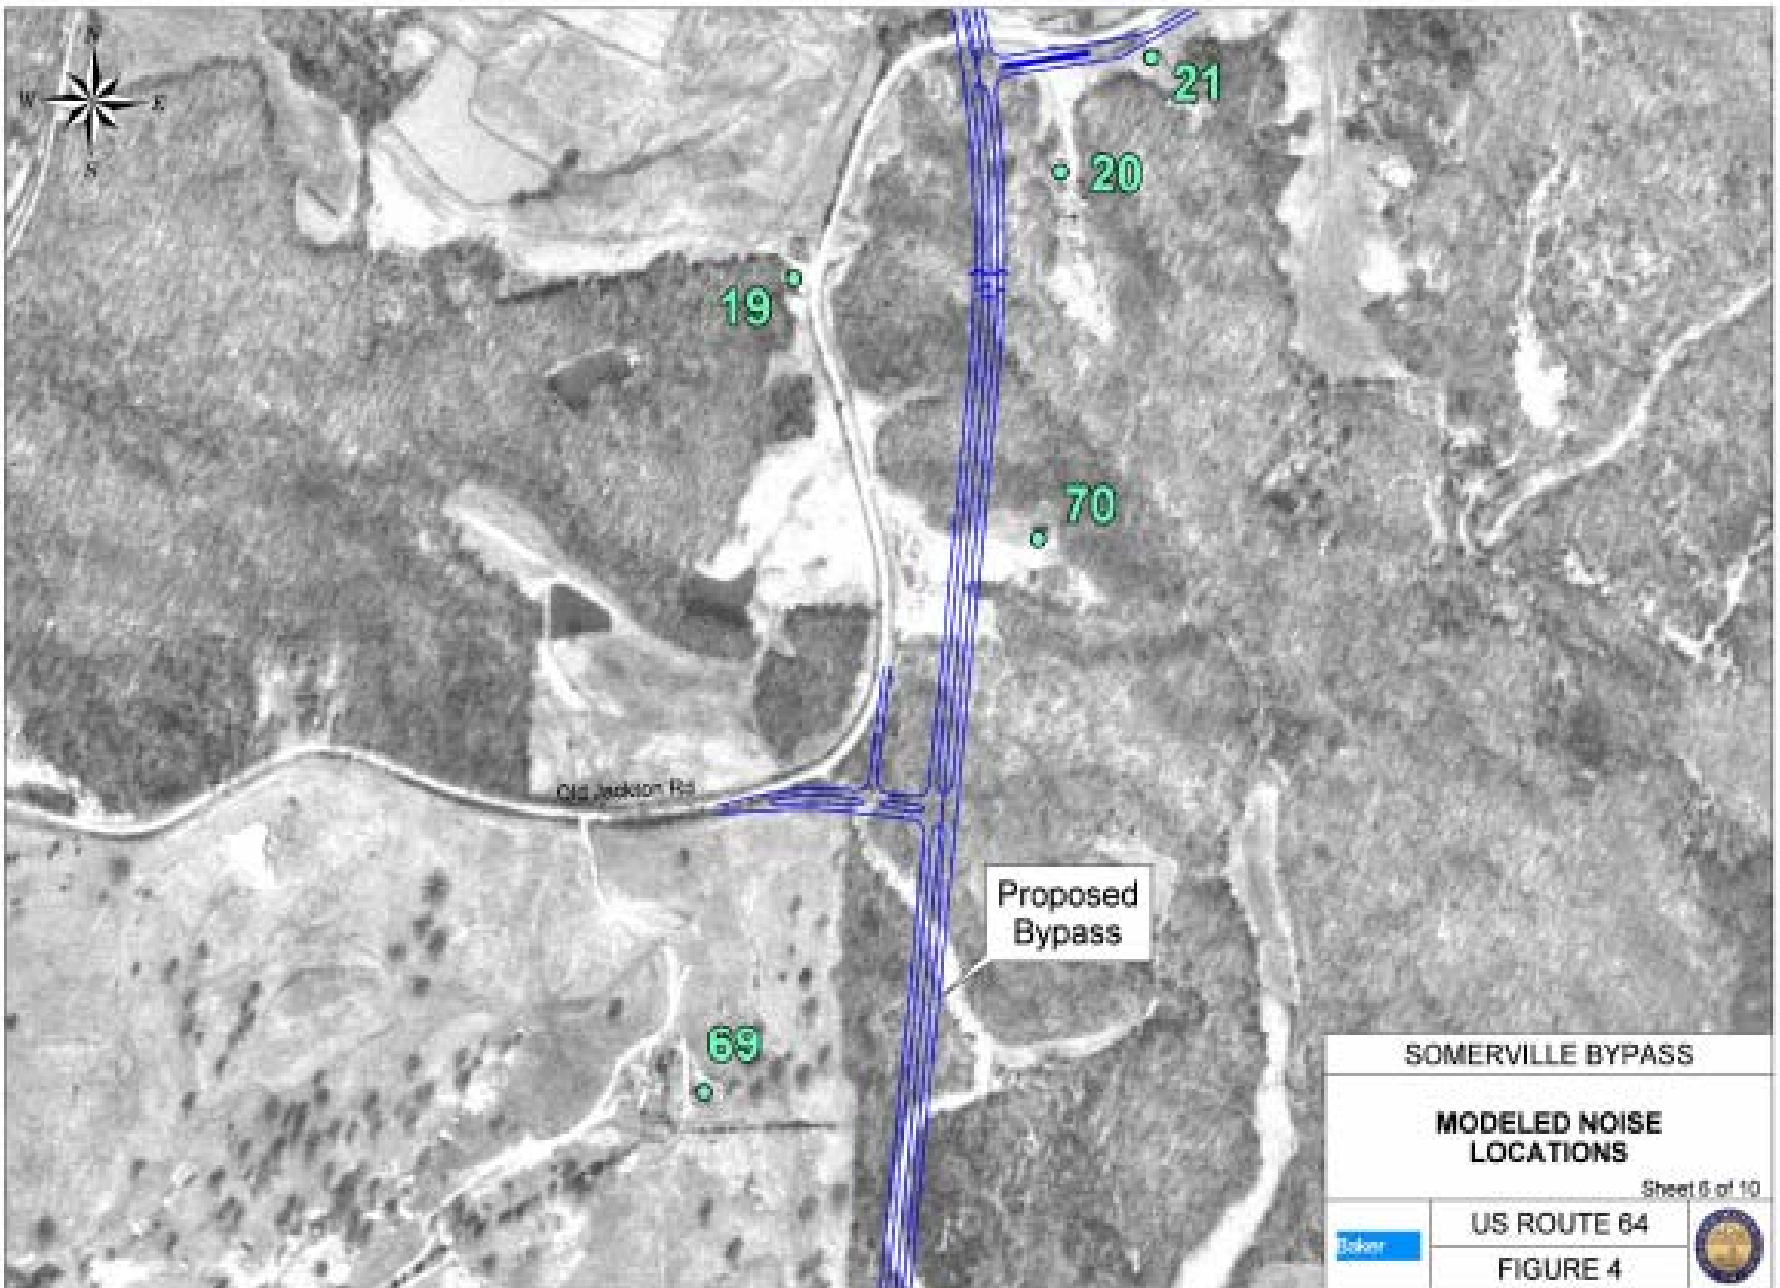 N
W E
S
21
20
19
70
Old Jackson Rd
Proposed
Bypass
69
SOMERVILLE BYPASS
MODELED NOISE
LOCATIONS
Sheet 6 of 10
Baker
US ROUTE 64
FIGURE 4